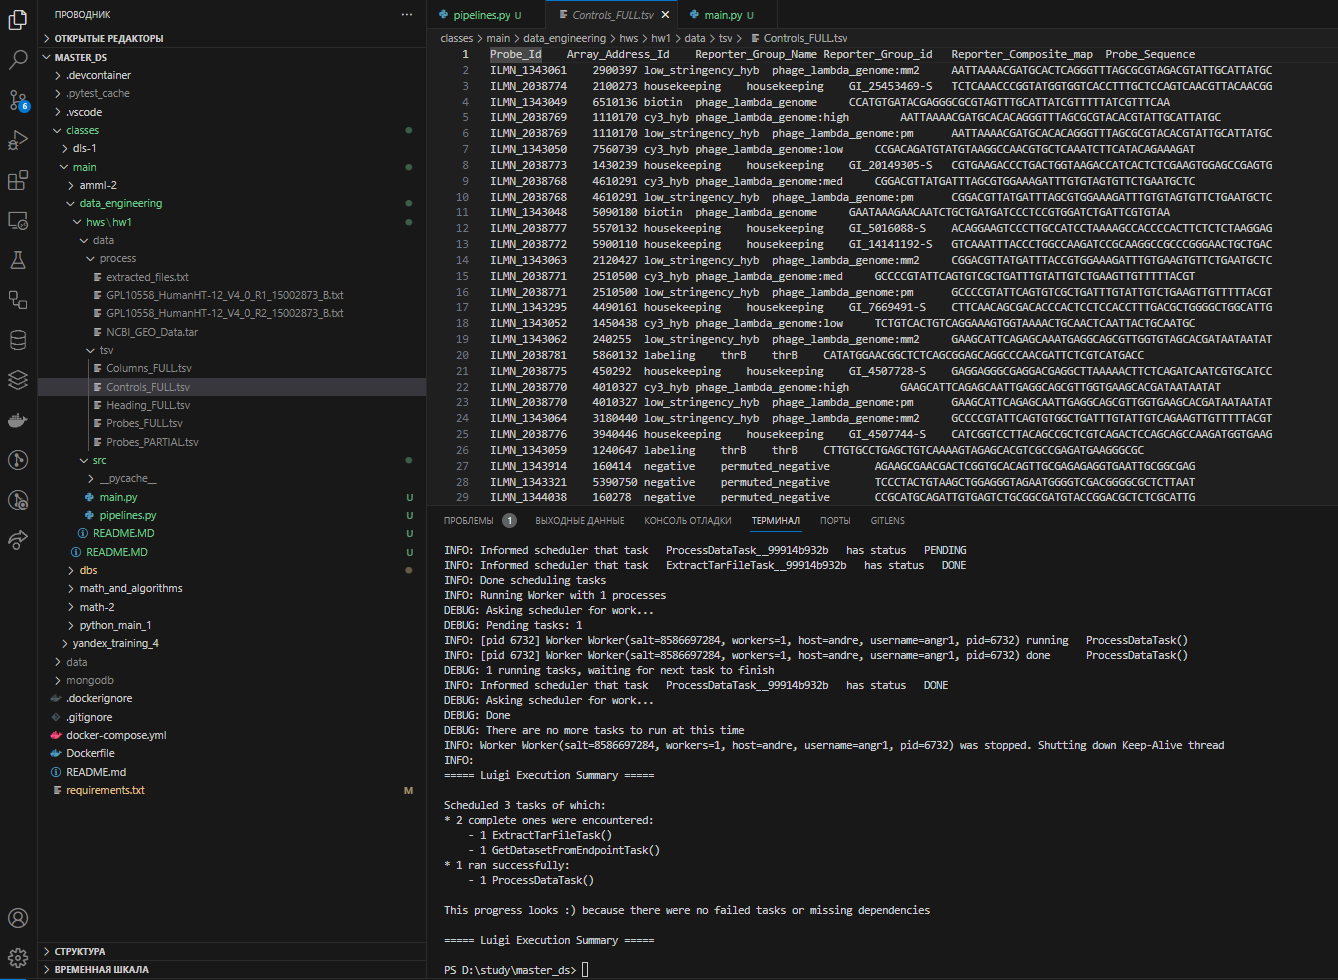 ПРОВОДНИК
ОТКРЫТЫЕ РЕДАКТОРЫ
MASTER_DS
.devcontainer
.pytest_cache
.vscode
classes
dls-1
main
amml-2
data_engineering
hws\hw1
data
process
extracted_files.txt
GPL10558_HumanHT-12_V4_0_R1_15002873_B.txt
GPL10558_HumanHT-12_V4_0_R2_15002873_B.txt
NCBI_GEO_Data.tar
tsv
Columns_FULL.tsv
Controls_FULL.tsv
Heading_FULL.tsv
Probes_FULL.tsv
Probes_PARTIAL.tsv
src
__pycache__
main.py U
pipelines.py U
README.MD U
README.MD U
dbs
math_and_algorithms
math-2
python_main_1
yandex_training_4
data
mongodb
.dockerignore
.gitignore
docker-compose.yml
Dockerfile
README.md
requirements.txt M
СТРУКТУРА
ВРЕМЕННАЯ ШКАЛА
6
pipelines.py U Controls_FULL.tsv main.py U
classes > main > data_engineering > hws > hw1 > data > tsv > Controls_FULL.tsv
1 Probe_Id Array_Address_Id Reporter_Group_Name Reporter_Group_id Reporter_Composite_map Probe_Sequence
2 ILMN_1343061 2900397 low_stringency_hyb phage_lambda_genome:mm2 AATTAAAACGATGCACTCAGGGTTTAGCGCGTAGACGTATTGCATTATGC
3 ILMN_2038774 2100273 housekeeping housekeeping GI_25453469-S TCTCAAACCCGGTATGGTGGTCACCTTTGCTCCAGTCAACGTTACAACGG
4 ILMN_1343049 6510136 biotin phage_lambda_genome CCATGTGATACGAGGGCGCGTAGTTTGCATTATCGTTTTTATCGTTTCAA
5 ILMN_2038769 1110170 cy3_hyb phage_lambda_genome:high AATTAAAACGATGCACACAGGGTTTAGCGCGTACACGTATTGCATTATGC
6 ILMN_2038769 1110170 low_stringency_hyb phage_lambda_genome:pm AATTAAAACGATGCACACAGGGTTTAGCGCGTACACGTATTGCATTATGC
7 ILMN_1343050 7560739 cy3_hyb phage_lambda_genome:low CCGACAGATGTATGTAAGGCCAACGTGCTCAAATCTTCATACAGAAAGAT
8 ILMN_2038773 1430239 housekeeping housekeeping GI_20149305-S CGTGAAGACCCTGACTGGTAAGACCATCACTCTCGAAGTGGAGCCGAGTG
9 ILMN_2038768 4610291 cy3_hyb phage_lambda_genome:med CGGACGTTATGATTTAGCGTGGAAAGATTTGTGTAGTGTTCTGAATGCTC
10 ILMN_2038768 4610291 low_stringency_hyb phage_lambda_genome:pm CGGACGTTATGATTTAGCGTGGAAAGATTTGTGTAGTGTTCTGAATGCTC
11 ILMN_1343048 5090180 biotin phage_lambda_genome GAATAAAGAACAATCTGCTGATGATCCCTCCGTGGATCTGATTCGTGTAA
12 ILMN_2038777 5570132 housekeeping housekeeping GI_5016088-S ACAGGAAGTCCCTTGCCATCCTAAAAGCCACCCCACTTCTCTCTAAGGAG
13 ILMN_2038772 5900110 housekeeping housekeeping GI_14141192-S GTCAAATTTACCCTGGCCAAGATCCGCAAGGCCGCCCGGGAACTGCTGAC
14 ILMN_1343063 2120427 low_stringency_hyb phage_lambda_genome:mm2 CGGACGTTATGATTTACCGTGGAAAGATTTGTGAAGTGTTCTGAATGCTC
15 ILMN_2038771 2510500 cy3_hyb phage_lambda_genome:med GCCCCGTATTCAGTGTCGCTGATTTGTATTGTCTGAAGTTGTTTTTACGT
16 ILMN_2038771 2510500 low_stringency_hyb phage_lambda_genome:pm GCCCCGTATTCAGTGTCGCTGATTTGTATTGTCTGAAGTTGTTTTTACGT
17 ILMN_2038775 4490161 housekeeping housekeeping GI_7669491-S CTTCAACAGCGACACCCACTCCTCCACCTTTGACGCTGGGGCTGGCATTG
18 ILMN_1343052 1450438 cy3_hyb phage_lambda_genome:low TCTGTCACTGTCAGGAAAGTGGTAAAACTGCAACTCAATTACTGCAATGC
19 ILMN_1343062 240255 low_stringency_hyb phage_lambda_genome:mm2 GAAGCATTCAGAGCAAATGAGGCAGCGTTGGTGTAGCACGATAATAATAT
20 ILMN_2038781 5860132 labeling thrB thrB CATATGGAACGGCTCTCAGCGGAGCAGGCCCAACGATTCTCGTCATGACC
21 ILMN_2038775 450292 housekeeping housekeeping GI_4507728-S GAGGAGGGCGAGGACGAGGCTTAAAAACTTCTCAGATCAATCGTGCATCC
22 ILMN_2038770 4010327 cy3_hyb phage_lambda_genome:high GAAGCATTCAGAGCAATTGAGGCAGCGTTGGTGAAGCACGATAATAATAT
23 ILMN_2038770 4010327 low_stringency_hyb phage_lambda_genome:pm GAAGCATTCAGAGCAATTGAGGCAGCGTTGGTGAAGCACGATAATAATAT
24 ILMN_1343064 3180440 low_stringency_hyb phage_lambda_genome:mm2 GCCCCGTATTCAGTGTGGCTGATTTGTATTGTCAGAAGTTGTTTTTACGT
25 ILMN_2038776 3940446 housekeeping housekeeping GI_4507744-S CATCGGTCCTTACAGCCGCTCGTCAGACTCCAGCAGCCAAGATGGTGAAG
26 ILMN_1343059 1240647 labeling thrB thrB CTTGTGCCTGAGCTGTCAAAAGTAGAGCACGTCGCCGAGATGAAGGGCGC
27 ILMN_1343914 160414 negative permuted_negative AGAAGCGAACGACTCGGTGCACAGTTGCGAGAGAGGTGAATTGCGGCGAG
28 ILMN_1343321 5390750 negative permuted_negative TCCCTACTGTAAGCTGGAGGGTAGAATGGGGTCGACGGGGCGCTCTTAAT
29 ILMN_1344038 160278 negative permuted_negative CCGCATGCAGATTGTGAGTCTGCGGCGATGTACCGGACGCTCTCGCATTG
ПРОБЛЕМЫ 1 ВЫХОДНЫЕ ДАННЫЕ КОНСОЛЬ ОТЛАДКИ ТЕРМИНАЛ ПОРТЫ GITLENS
INFO: Informed scheduler that task ProcessDataTask__99914b932b has status PENDING
INFO: Informed scheduler that task ExtractTarFileTask__99914b932b has status DONE
INFO: Done scheduling tasks
INFO: Running Worker with 1 processes
DEBUG: Asking scheduler for work...
DEBUG: Pending tasks: 1
INFO: [pid 6732] Worker Worker(salt=8586697284, workers=1, host=andre, username=angr1, pid=6732) running ProcessDataTask()
INFO: [pid 6732] Worker Worker(salt=8586697284, workers=1, host=andre, username=angr1, pid=6732) done ProcessDataTask()
DEBUG: 1 running tasks, waiting for next task to finish
INFO: Informed scheduler that task ProcessDataTask__99914b932b has status DONE
DEBUG: Asking scheduler for work...
DEBUG: Done
DEBUG: There are no more tasks to run at this time
INFO: Worker Worker(salt=8586697284, workers=1, host=andre, username=angr1, pid=6732) was stopped. Shutting down Keep-Alive thread
INFO:
===== Luigi Execution Summary =====
Scheduled 3 tasks of which:
* 2 complete ones were encountered:
- 1 ExtractTarFileTask()
- 1 GetDatasetFromEndpointTask()
* 1 ran successfully:
- 1 ProcessDataTask()
This progress looks :) because there were no failed tasks or missing dependencies
===== Luigi Execution Summary =====
PS D:\study\master_ds>